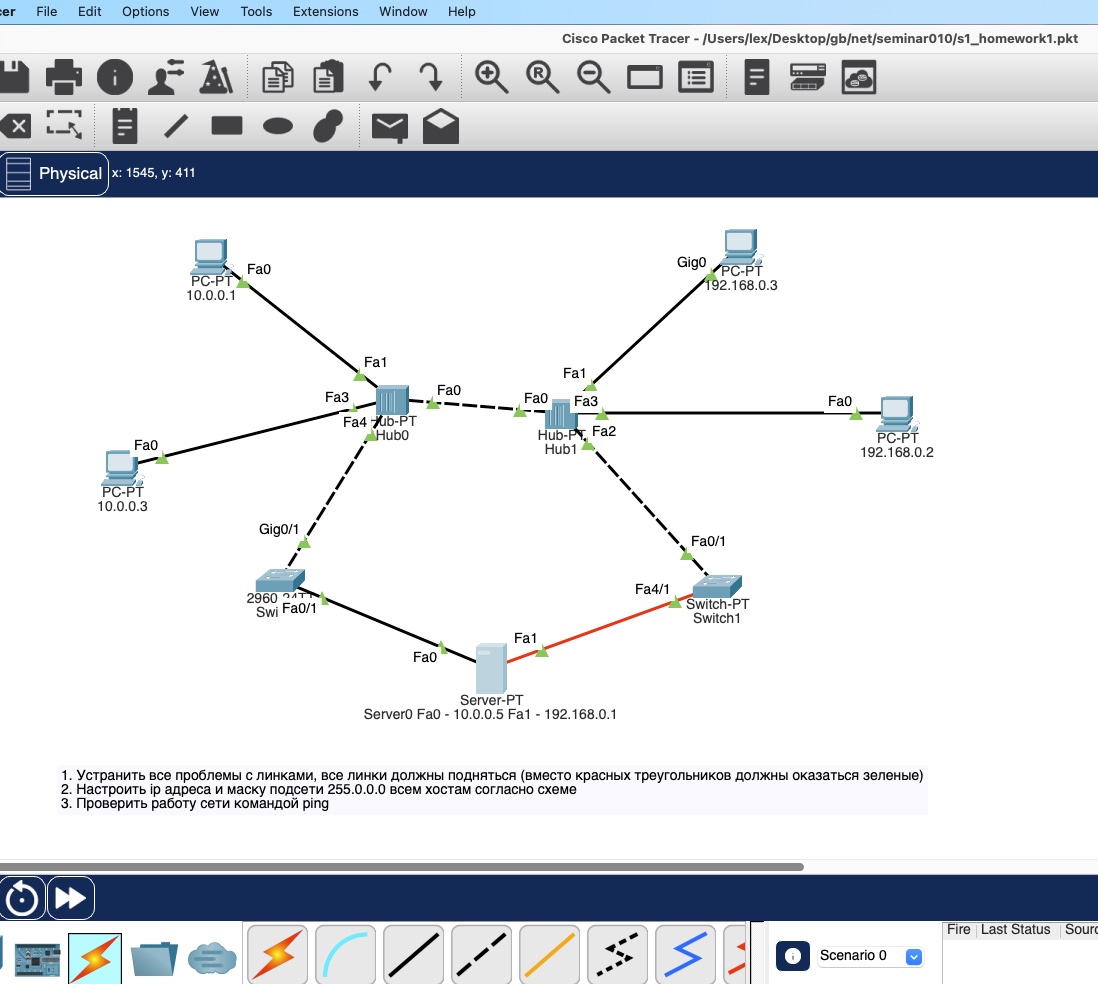 cer File Edit Options View Tools Extensions Window Help
Cisco Packet Tracer - /Users/lex/Desktop/gb/net/seminar010/s1_homework1.pkt
Physical x: 1545, y: 411
Fa0
PC-PT
10.0.0.1
Gig0
PC-PT
192.168.0.3
Fa1
Fa3
Fa0
Fa4
ub-PT
Hub0
Fa1
Fa0
Fa3
Hub-PT
Hub1
Fa2
Fa0
PC-PT
192.168.0.2
Fa0
PC-PT
10.0.0.3
Gig0/1
2960
Swi
Fa0/1
Fa0/1
Fa4/1
Switch-PT
Switch1
Fa0
Fa1
Server-PT
Server0 Fa0 - 10.0.0.5 Fa1 - 192.168.0.1
1. Устранить все проблемы с линками, все линки должны подняться (вместо красных треугольников должны оказаться зеленые)
2. Настроить ip адреса и маску подсети 255.0.0.0 всем хостам согласно схеме
3. Проверить работу сети командой ping
Scenario 0
Fire Last Status Sourc